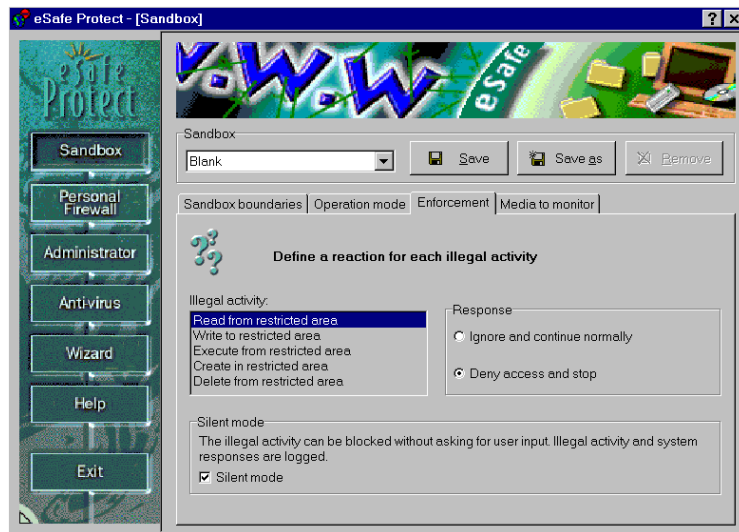 eSafe Protect - [Sandbox]
eSafe
Protect
Sandbox
Personal
Firewall
Administrator
Anti-virus
Wizard
Help
Exit
W.W.W
eSafe
Sandbox
Blank
Save
Save as
Remove
Sandbox boundaries
Operation mode
Enforcement
Media to monitor
Define a reaction for each illegal activity
Illegal activity:
Read from restricted area
Write to restricted area
Execute from restricted area
Create in restricted area
Delete from restricted area
Response
Ignore and continue normally
Deny access and stop
Silent mode
The illegal activity can be blocked without asking for user input. Illegal activity and system
responses are logged.
Silent mode